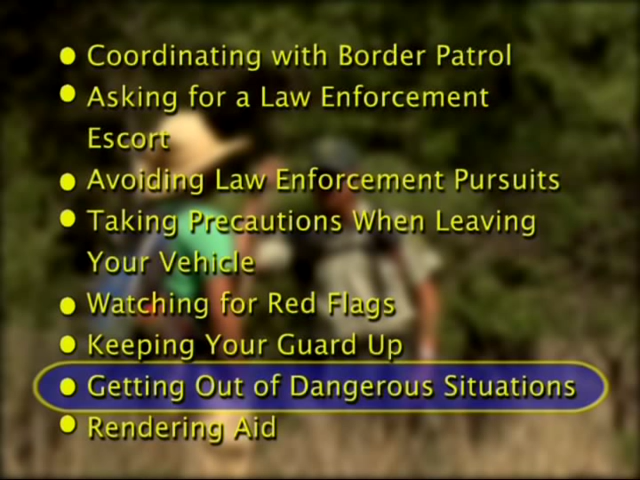 • Coordinating with Border Patrol
• Asking for a Law Enforcement
Escort
• Avoiding Law Enforcement Pursuits
• Taking Precautions When Leaving
Your Vehicle
• Watching for Red Flags
• Keeping Your Guard Up
• Getting Out of Dangerous Situations
• Rendering Aid